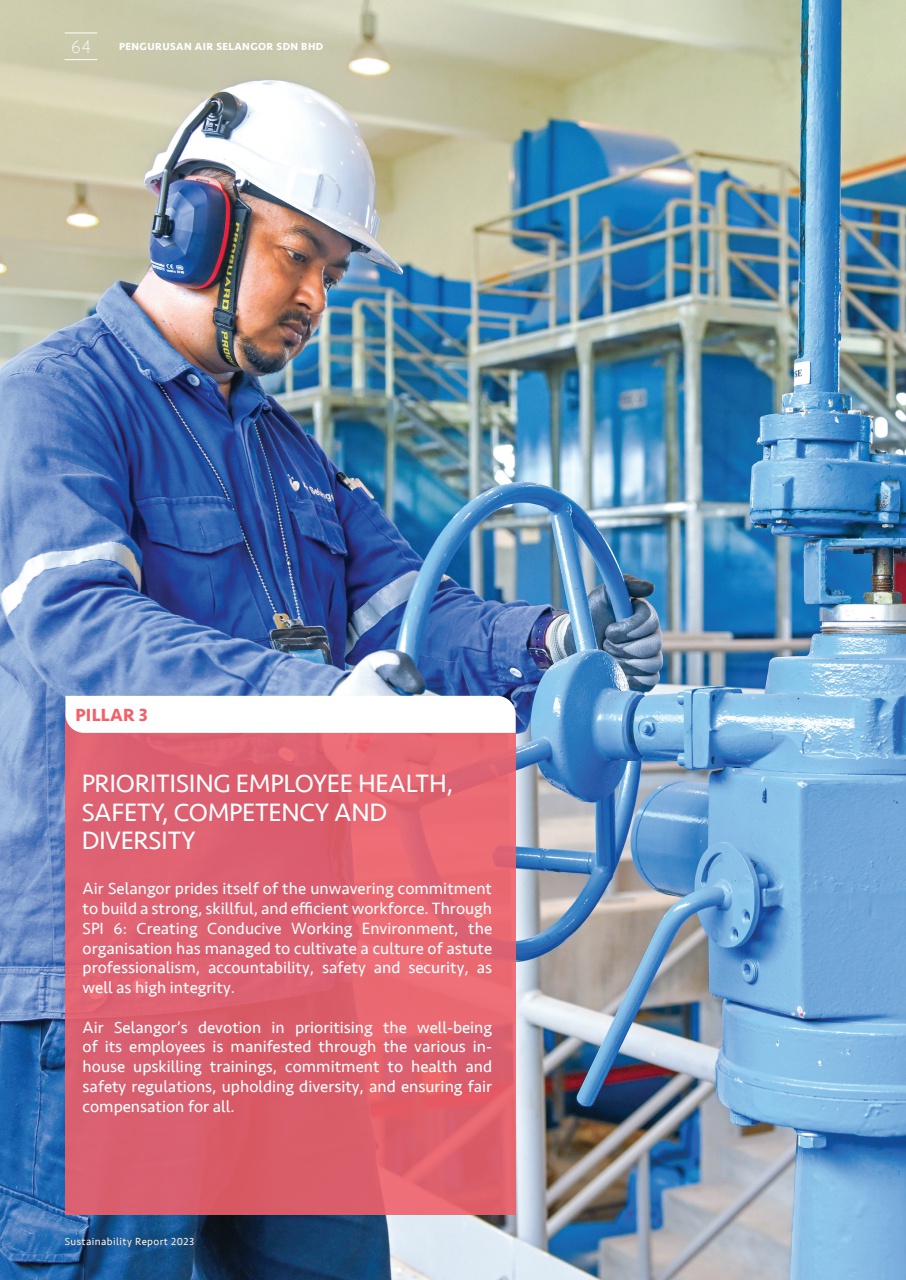 64
PENGURUSAN AIR SELANGOR SDN BHD
PROGUARD
PRO
SE
PILLAR 3
PRIORITISING EMPLOYEE HEALTH,
SAFETY, COMPETENCY AND
DIVERSITY
Air Selangor prides itself of the unwavering commitment
to build a strong, skillful, and efficient workforce. Through
SPI 6: Creating Conducive Working Environment, the
organisation has managed to cultivate a culture of astute
professionalism, accountability, safety and security, as
well as high integrity.
Air Selangor's devotion in prioritising the well-being
of its employees is manifested through the various in-
house upskilling trainings, commitment to health and
safety regulations, upholding diversity, and ensuring fair
compensation for all.
Sustainability Report 2023